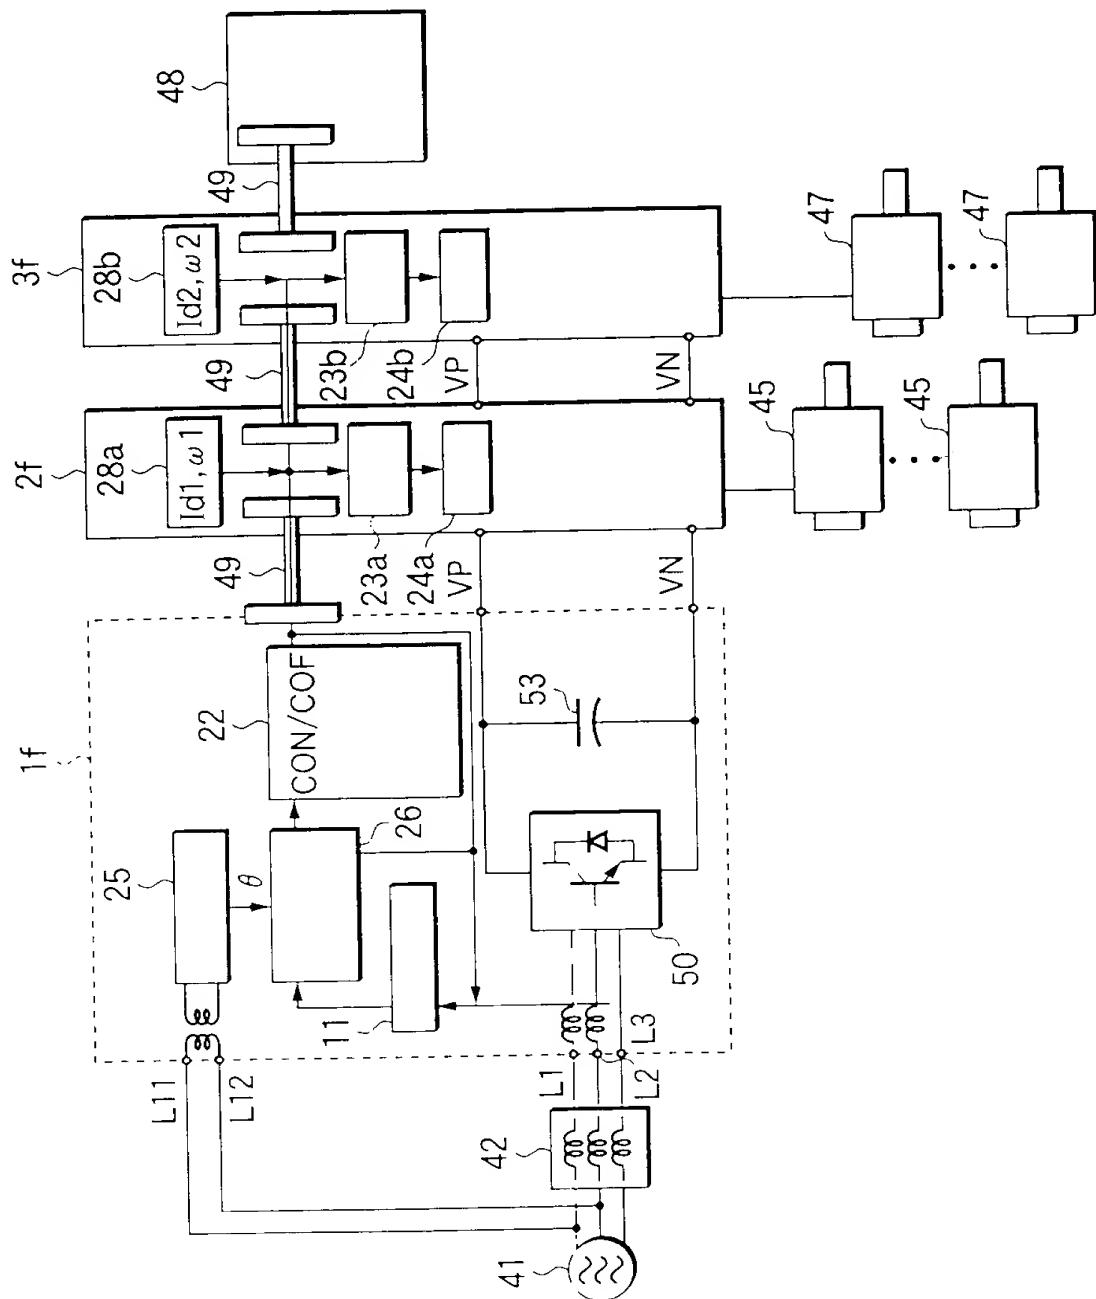 1f
2f
3f
25
θ
22
CON/COF
26
11
L11
L12
41
42
L1
L2
L3
50
53
49
28a
Id1,ω1
23a
24a
VP
VN
49
28b
Id2,ω2
23b
24b
VP
VN
49
48
45
45
47
47